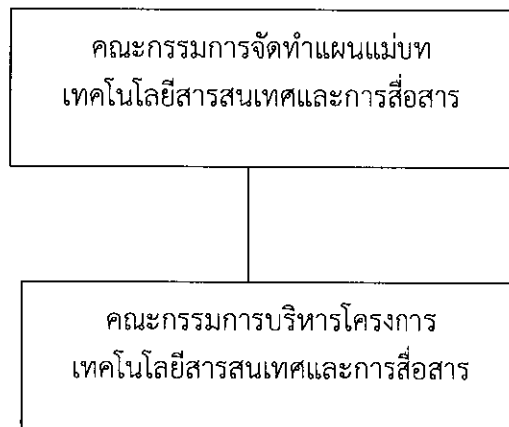 คณะกรรมการจัดทำแผนแม่บท
เทคโนโลยีสารสนเทศและการสื่อสาร
คณะกรรมการบริหารโครงการ
เทคโนโลยีสารสนเทศและการสื่อสาร